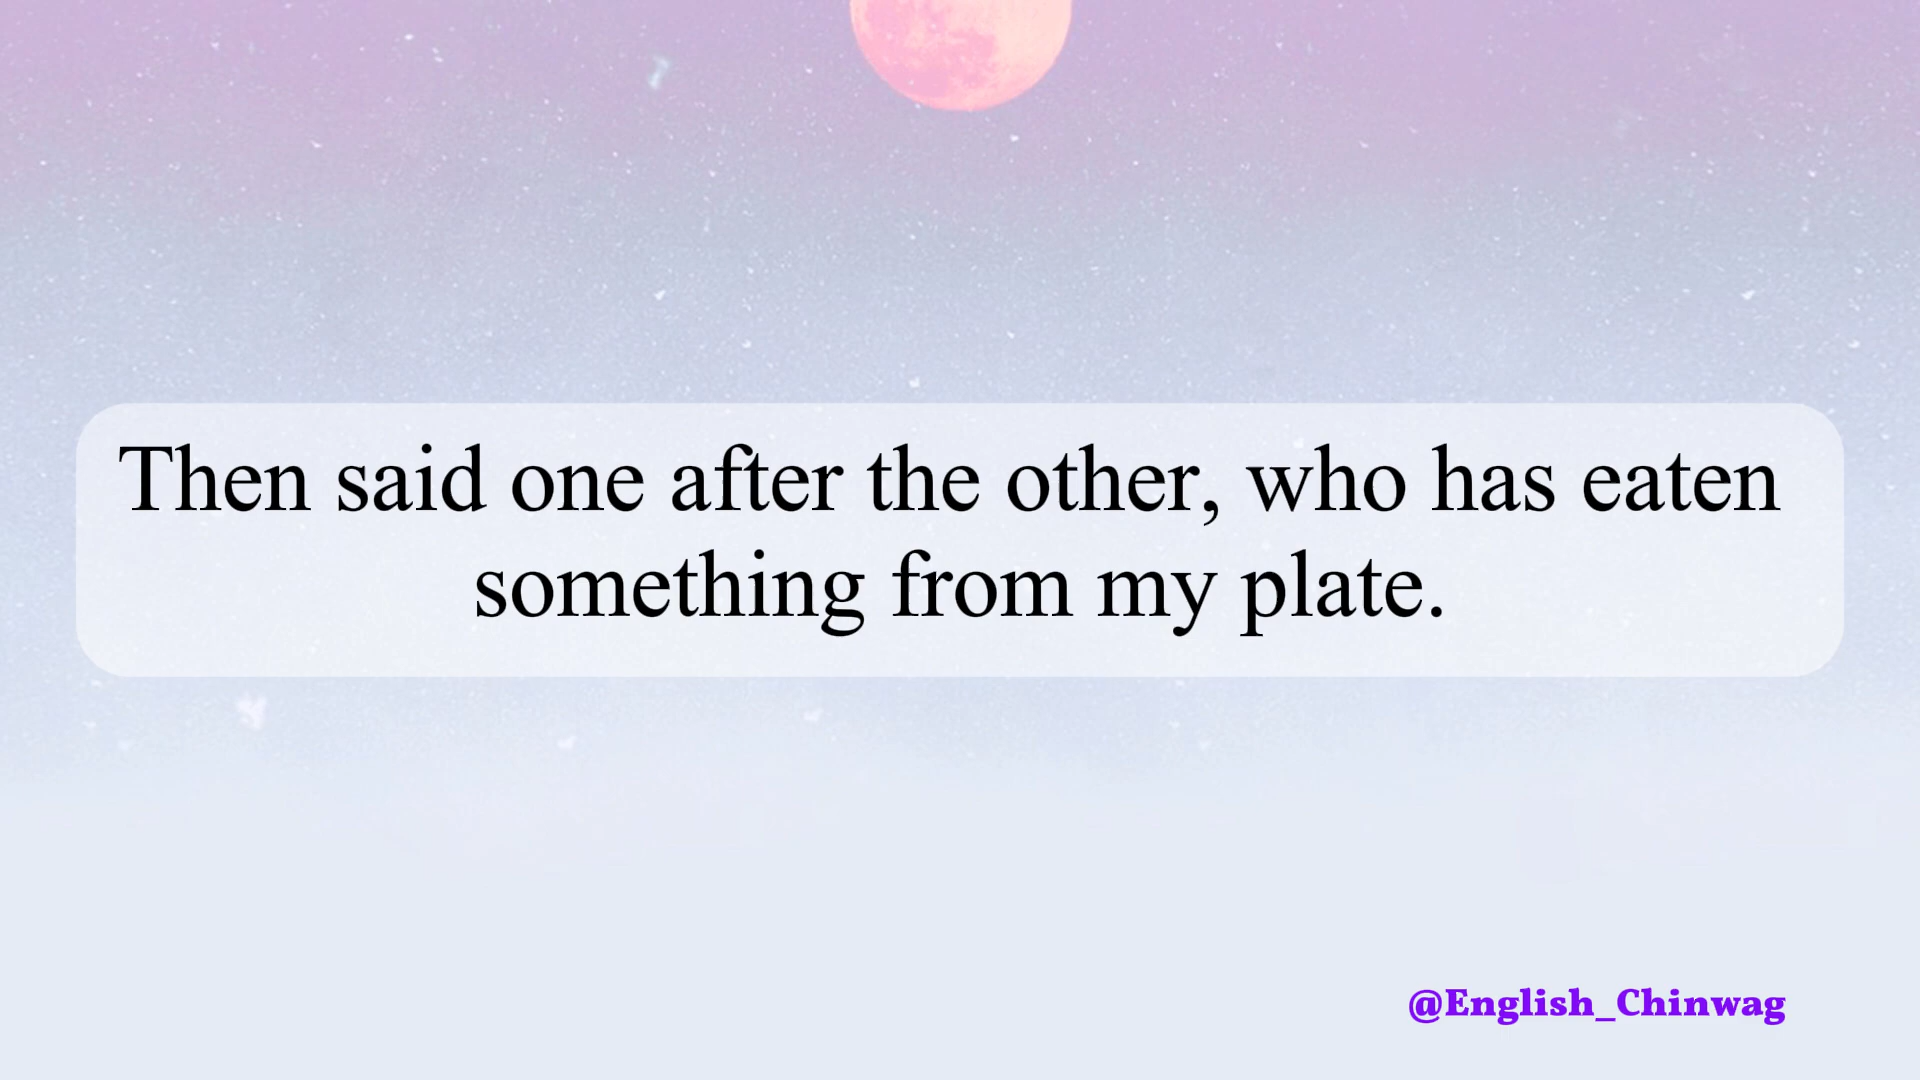 Then said one after the other, who has eaten
something from my plate.
@English_Chinwag